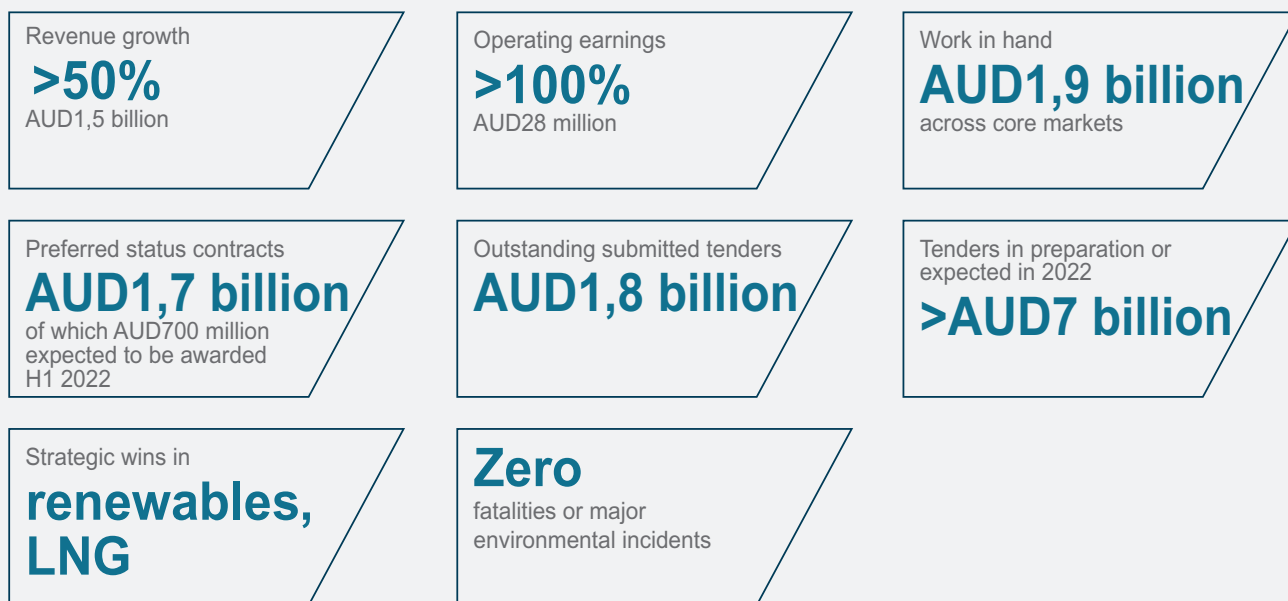 Revenue growth
>50%
AUD1,5 billion
Operating earnings
>100%
AUD28 million
Work in hand
AUD1,9 billion
across core markets
Preferred status contracts
AUD1,7 billion
of which AUD700 million
expected to be awarded
H1 2022
Outstanding submitted tenders
AUD1,8 billion
Tenders in preparation or
expected in 2022
>AUD7 billion
Strategic wins in
renewables,
LNG
Zero
fatalities or major
environmental incidents